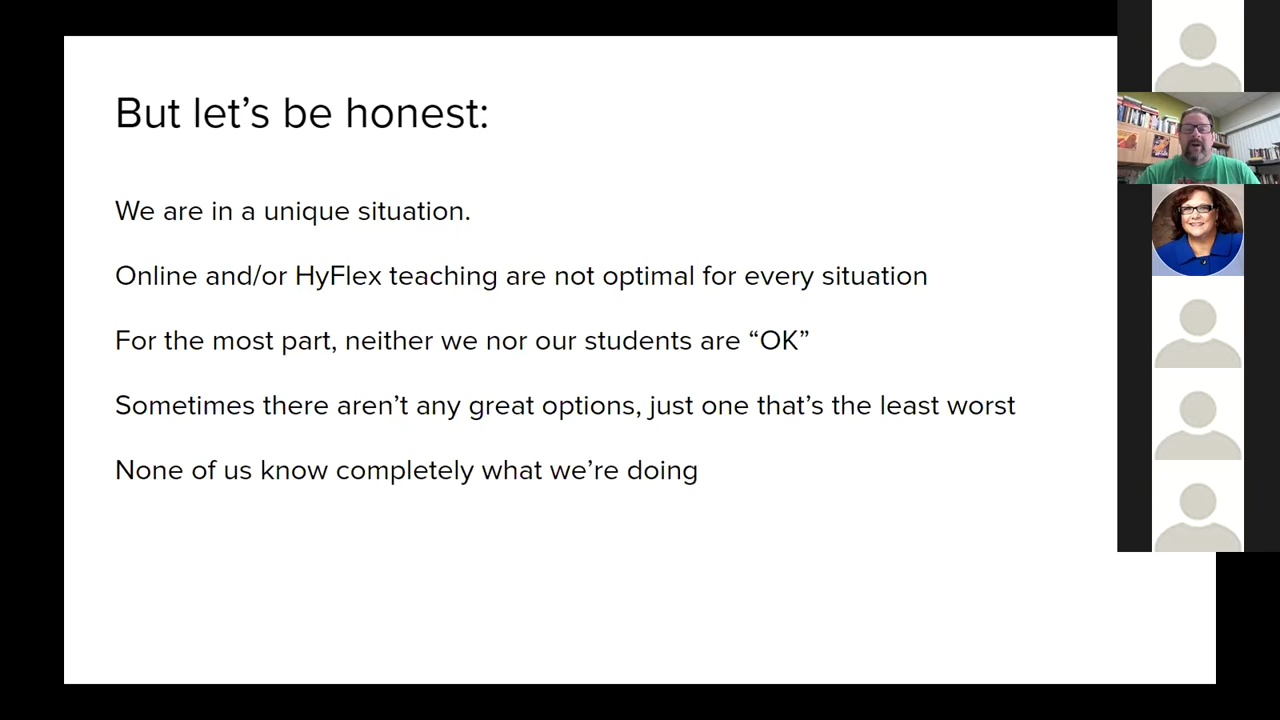 But let’s be honest:
We are in a unique situation.
Online and/or HyFlex teaching are not optimal for every situation
For the most part, neither we nor our students are “OK”
Sometimes there aren’t any great options, just one that’s the least worst
None of us know completely what we’re doing